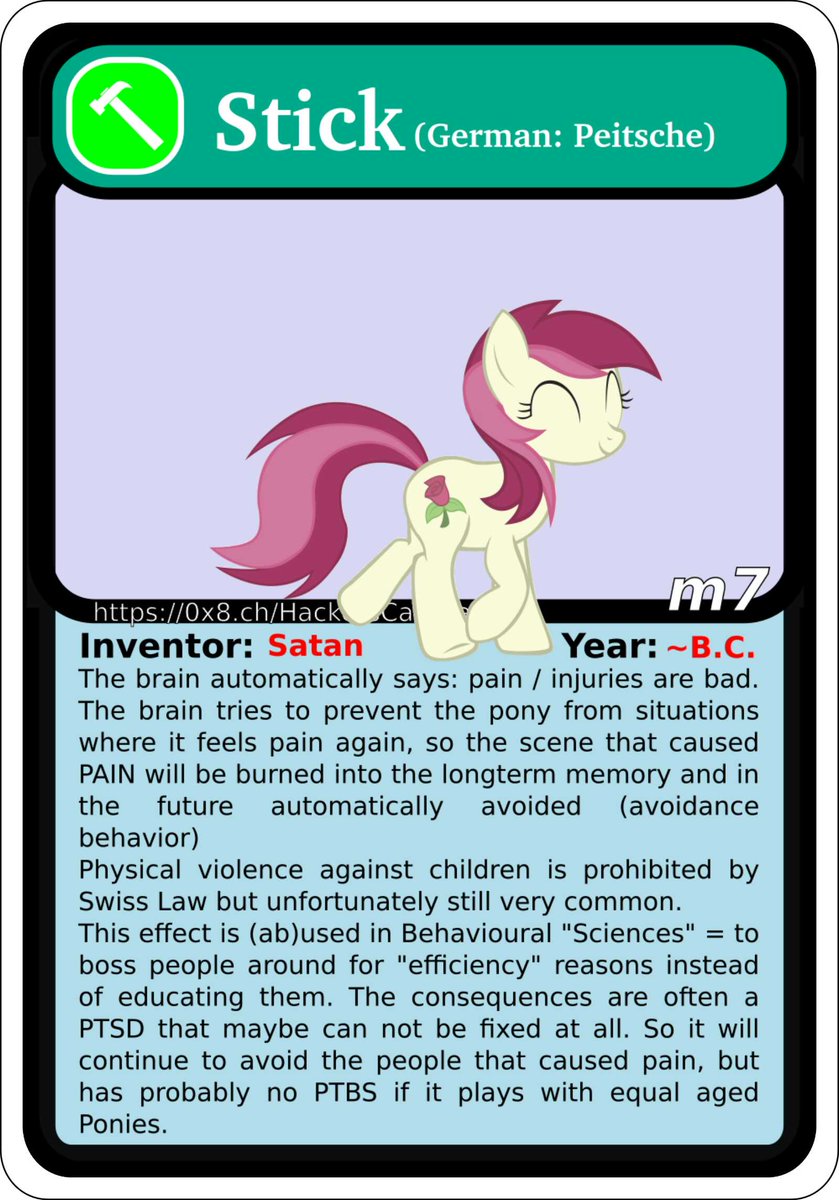 Stick (German: Peitsche)
m7
https://0x8.ch/Hack
Inventor: Satan Year: ~B.C.
The brain automatically says: pain / injuries are bad.
The brain tries to prevent the pony from situations
where it feels pain again, so the scene that caused
PAIN will be burned into the longterm memory and in
the future automatically avoided (avoidance
behavior)
Physical violence against children is prohibited by
Swiss Law but unfortunately still very common.
This effect is (ab)used in Behavioural "Sciences" = to
boss people around for "efficiency" reasons instead
of educating them. The consequences are often a
PTSD that maybe can not be fixed at all. So it will
continue to avoid the people that caused pain, but
has probably no PTBS if it plays with equal aged
Ponies.